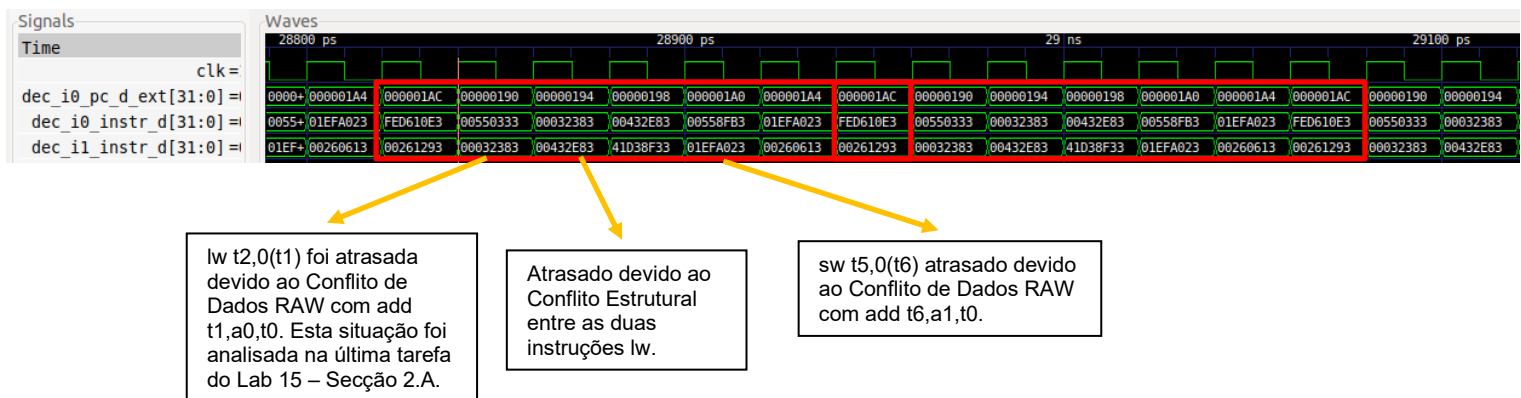 Signals
Waves
Time
28800 ps
28900 ps
29 ns
29100 ps
clk=
dec_i0_pc_d_ext[31:0]=
0000+ 000001A4 000001AC 00000190 00000194 00000198 000001A0 000001A4 000001AC 00000190 00000194 00000198 000001A0 000001A4 000001AC 00000190 00000194
dec_i0_instr_d[31:0]=
0055+ 01EFA023 FED610E3 00550333 00032383 00432E83 00558FB3 01EFA023 FED610E3 00550333 00032383 00432E83 00558FB3 01EFA023 FED610E3 00550333 00032383
dec_i1_instr_d[31:0]=
01EF+ 00260613 00261293 00032383 00432E83 41D38F33 01EFA023 00260613 00261293 00032383 00432E83 41D38F33 01EFA023 00260613 00261293 00032383 00432E83
lw t2,0(t1) foi atrasada
devido ao Conflito de
Dados RAW com add
t1,a0,t0. Esta situação foi
analisada na última tarefa
do Lab 15 – Secção 2.A.
Atrasado devido ao
Conflito Estrutural
entre as duas
instruções lw.
sw t5,0(t6) atrasado devido
ao Conflito de Dados RAW
com add t6,a1,t0.